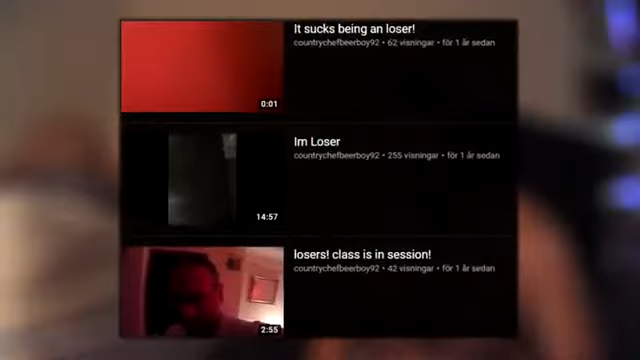 It sucks being an loser!
countrychefbeerboy92 • 62 visningar • för 1 år sedan
0:01
Im Loser
countrychefbeerboy92 • 255 visningar • för 1 år sedan
14:57
losers! class is in session!
countrychefbeerboy92 • 42 visningar • för 1 år sedan
2:55